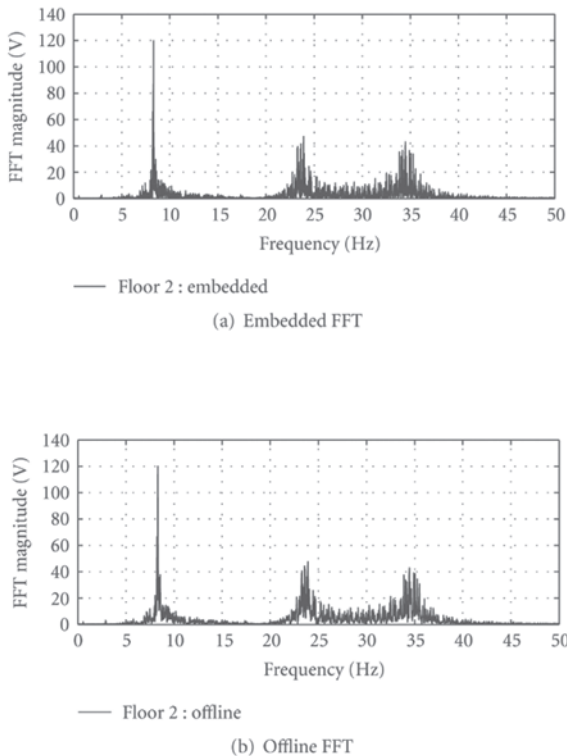 140
120
100
80
60
40
20
0
FFT magnitude (V)
0 5 10 15 20 25 30 35 40 45 50
Frequency (Hz)
Floor 2 : embedded
(a) Embedded FFT
140
120
100
80
60
40
20
0
FFT magnitude (V)
0 5 10 15 20 25 30 35 40 45 50
Frequency (Hz)
Floor 2 : offline
(b) Offline FFT